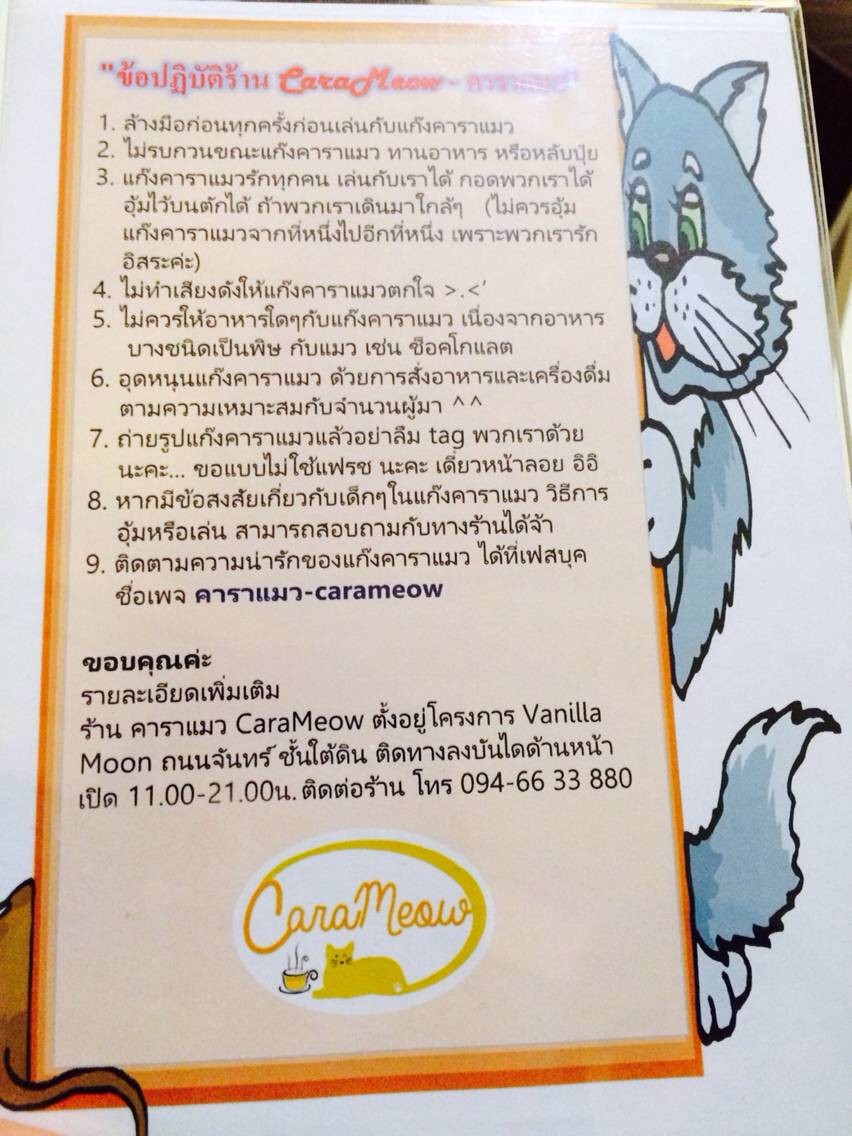 "ข้อปฏิบัติร้าน CaraMeow - คาราแมว"
1. ล้างมือก่อนทุกครั้งก่อนเล่นกับแก๊งคาราแมว
2. ไม่รบกวนขณะแก๊งคาราแมว ทานอาหาร หรือหลับปุ๋ย
3. แก๊งคาราแมวรักทุกคน เล่นกับเราได้ กอดพวกเราได้
อุ้มไว้บนตักได้ ถ้าพวกเราเดินมาใกล้ๆ (ไม่ควรอุ้ม
แก๊งคาราแมวจากที่หนึ่งไปอีกที่หนึ่ง เพราะพวกเรารัก
อิสระค่ะ)
4. ไม่ทำเสียงดังให้แก๊งคาราแมวตกใจ >.<'
5. ไม่ควรให้อาหารใดๆกับแก๊งคาราแมว เนื่องจากอาหาร
บางชนิดเป็นพิษ กับแมว เช่น ช็อคโกแลต
6. อุดหนุนแก๊งคาราแมว ด้วยการสั่งอาหารและเครื่องดื่ม
ตามความเหมาะสมกับจำนวนผู้มา ^ ^
7. ถ่ายรูปแก๊งคาราแมวแล้วอย่าลืม tag พวกเราด้วย
นะคะ... ขอแบบไม่ใช้แฟรช นะคะ เดี่ยวหน้าลอย อิอิ
8. หากมีข้อสงสัยเกี่ยวกับเด็กๆในแก๊งคาราแมว วิธีการ
อุ้มหรือเล่น สามารถสอบถามกับทางร้านได้จ้า
9. ติดตามความน่ารักของแก๊งคาราแมว ได้ที่เฟสบุค
ชื่อเพจ คาราแมว-carameow
ขอบคุณค่ะ
รายละเอียดเพิ่มเติม
ร้าน คาราแมว CaraMeow ตั้งอยู่โครงการ Vanilla
Moon ถนนจันทร์ ชั้นใต้ดิน ติดทางลงบันไดด้านหน้า
เปิด 11.00-21.00น. ติดต่อร้าน โทร 094-66 33 880
CaraMeow